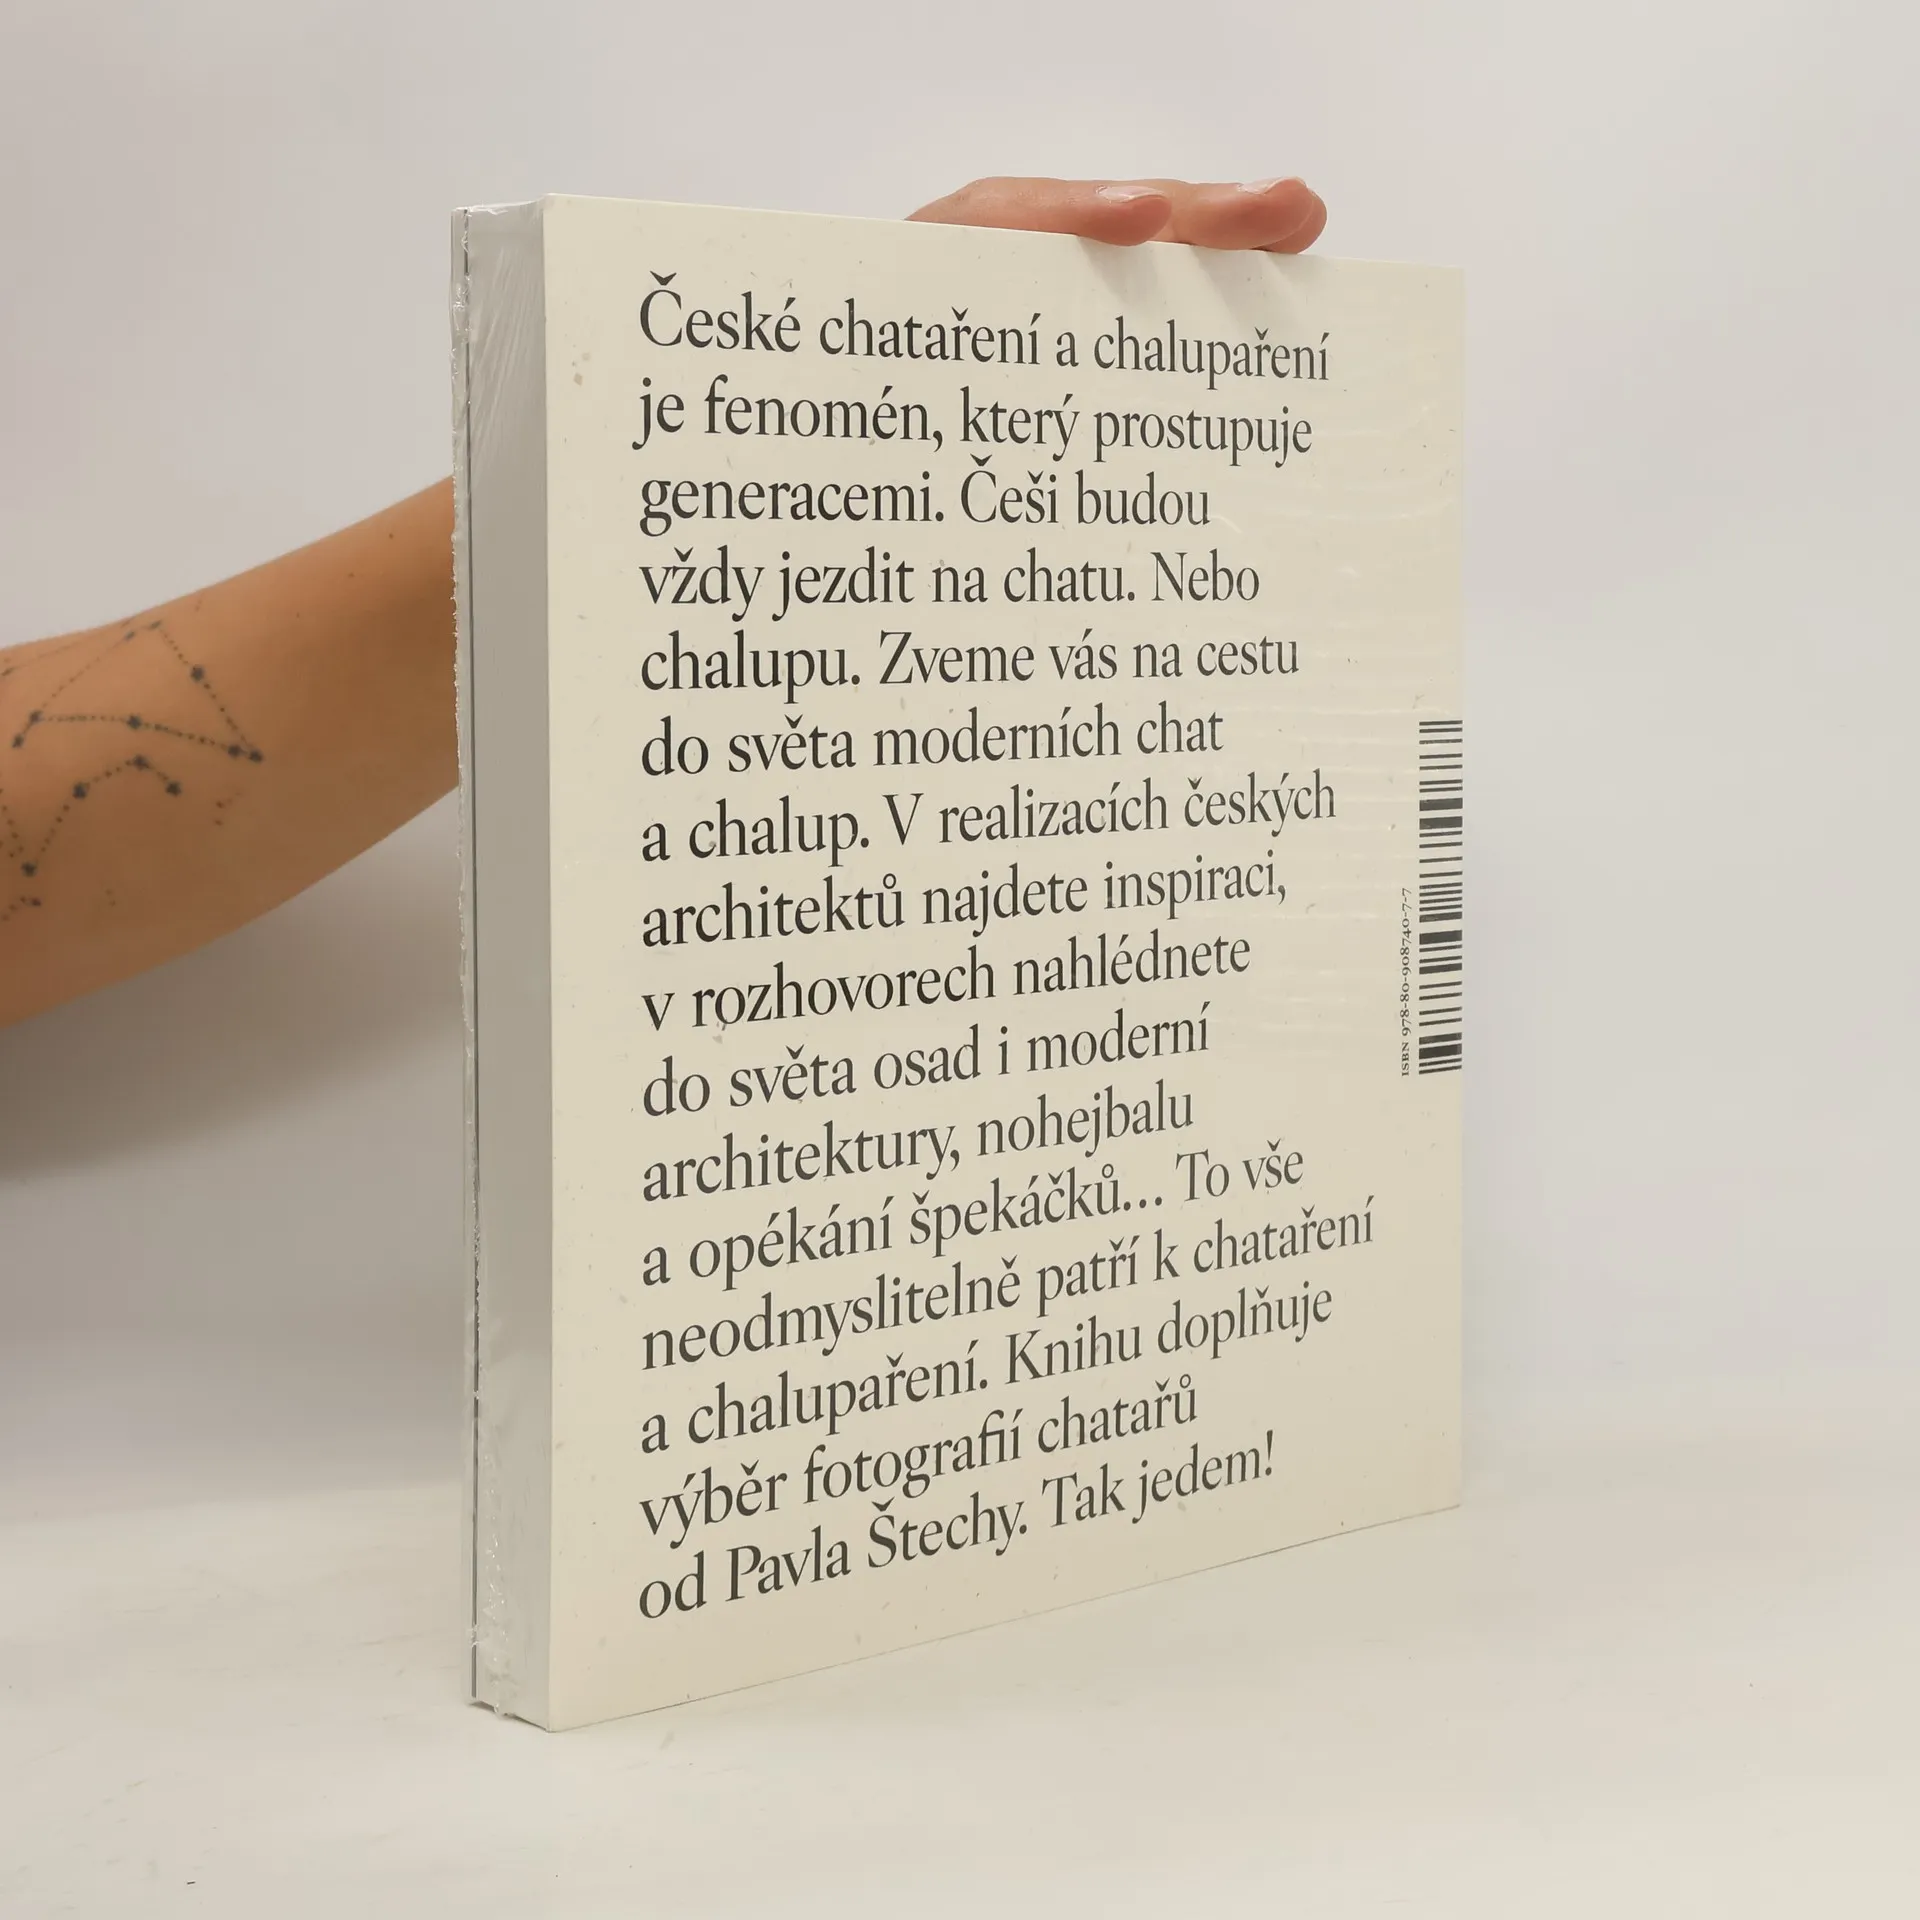 České chataření a chalupaření
je fenomén, který prostupuje
generacemi. Češi budou
vždy jezdit na chatu. Nebo
chalupu. Zveme vás na cestu
do světa moderních chat
a chalup. V realizacích českých
architektů najdete inspiraci,
v rozhovorech nahlédnete
do světa osad i moderní
architektury, nohejbalu
a opékání špekáčků... To vše
neodmyslitelně patří k chataření
a chalupaření. Knihu doplňuje
výběr fotografií chatařů
od Pavla Štechy. Tak jedem!
ISBN 978-80-908740-7-7